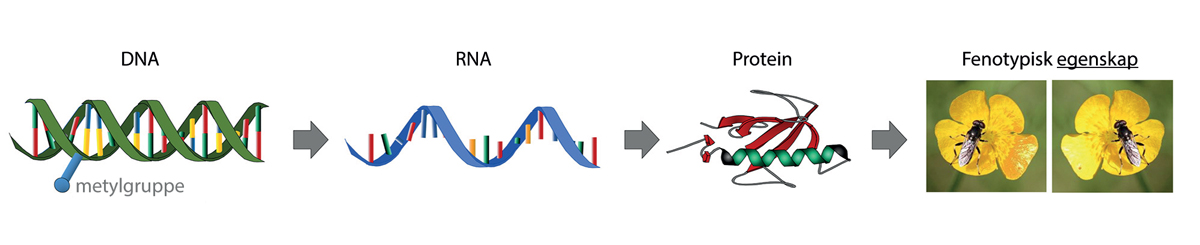 DNA
RNA
Protein
Fenotypisk egenskap
metylgruppe